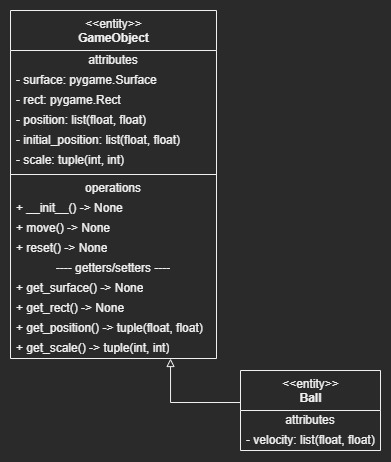 <<entity>>
GameObject
attributes
- surface: pygame.Surface
- rect: pygame.Rect
- position: list(float, float)
- initial_position: list(float, float)
- scale: tuple(int, int)
operations
+ __init__() -> None
+ move() -> None
+ reset() -> None
---- getters/setters ----
+ get_surface() -> None
+ get_rect() -> None
+ get_position() -> tuple(float, float)
+ get_scale() -> tuple(int, int)
<<entity>>
Ball
attributes
- velocity: list(float, float)